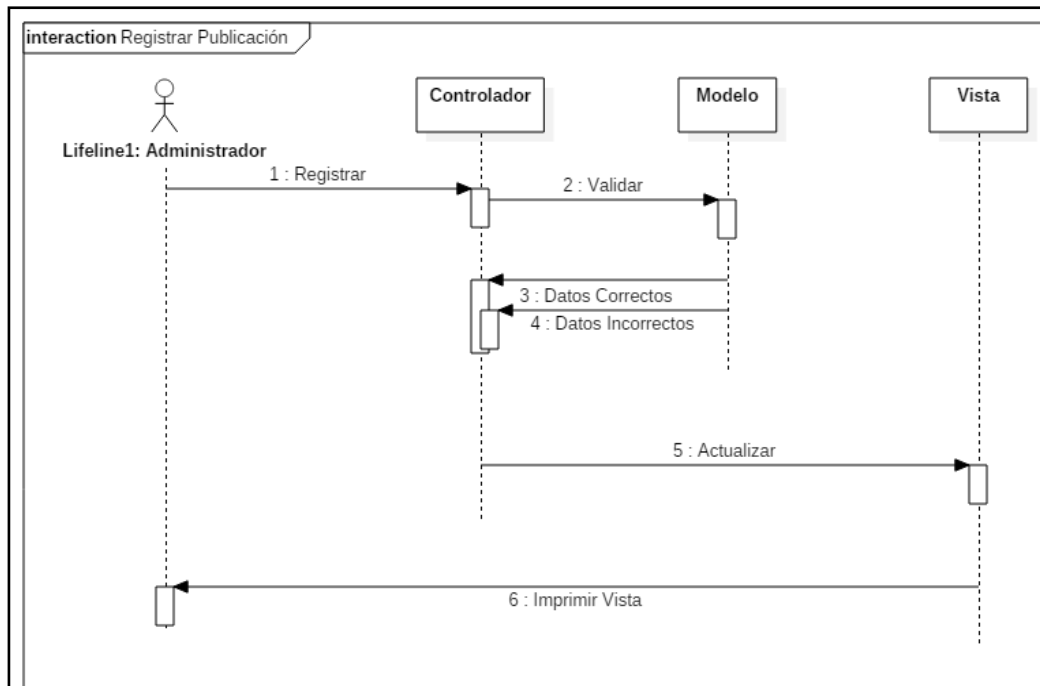 interaction Registrar Publicación
Controlador
Modelo
Vista
Lifeline1: Administrador
1 : Registrar
2 : Validar
3 : Datos Correctos
4 : Datos Incorrectos
5 : Actualizar
6 : Imprimir Vista